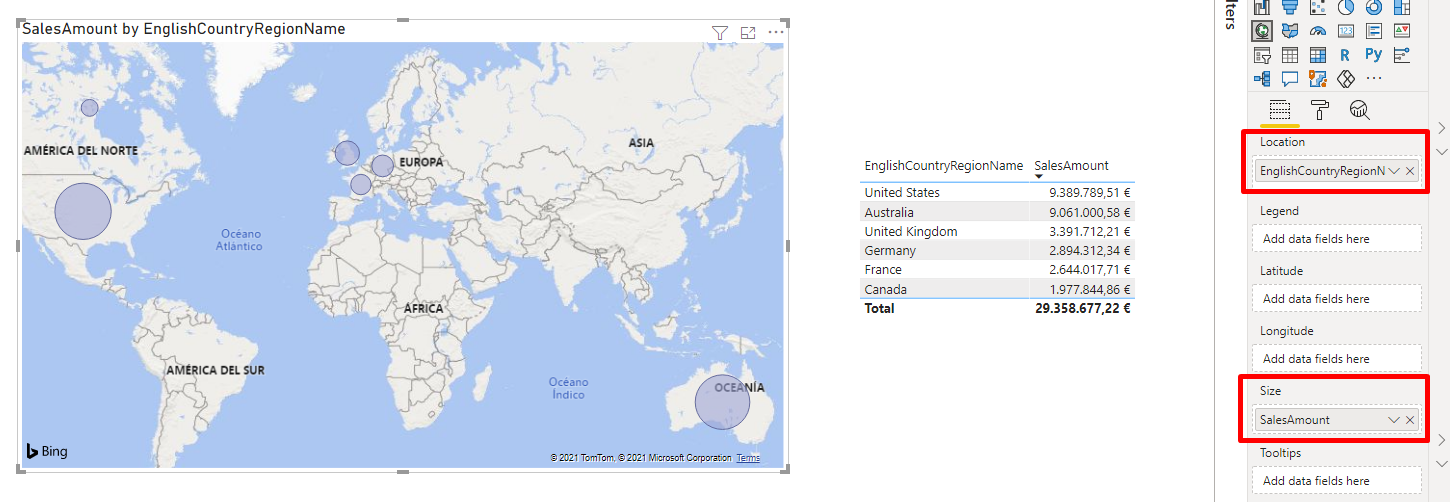 SalesAmount by EnglishCountryRegionName
AMÉRICA DEL NORTE
EUROPA
ASIA
Océano
Atlántico
ÁFRICA
AMÉRICA DEL SUR
Océano
Índico
OCEANÍA
Bing
© 2021 TomTom, © 2021 Microsoft Corporation Terms
EnglishCountryRegionName SalesAmount
United States 9.389.789,51 €
Australia 9.061.000,58 €
United Kingdom 3.391.712,21 €
Germany 2.894.312,34 €
France 2.644.017,71 €
Canada 1.977.844,86 €
Total 29.358.677,22 €
lters
123
R
Py
Location
EnglishCountryRegionN
Legend
Add data fields here
Latitude
Add data fields here
Longitude
Add data fields here
Size
SalesAmount
Tooltips
Add data fields here